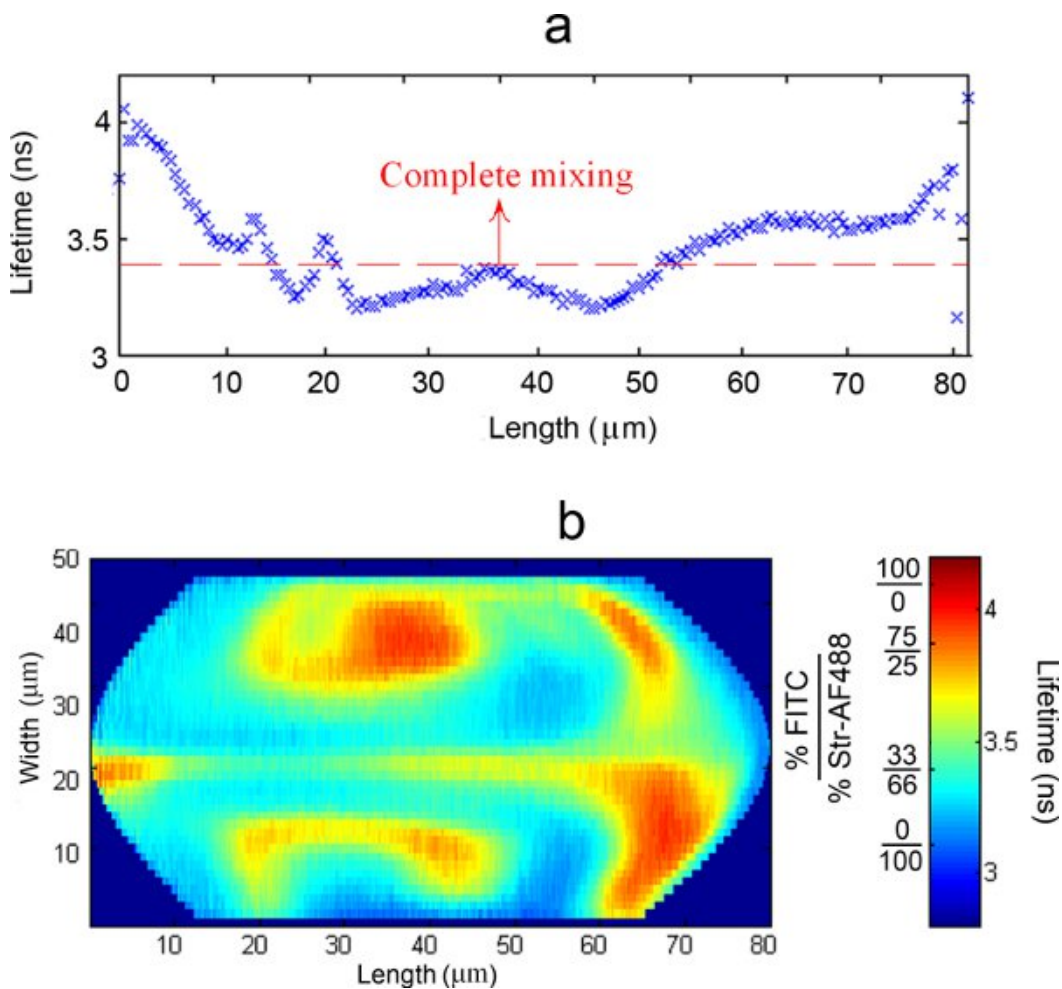 a
Lifetime (ns)
4
3.5
3
Complete mixing
0 10 20 30 40 50 60 70 80
Length (μm)
b
Width (μm)
50
40
30
20
10
10 20 30 40 50 60 70 80
Length (μm)
% FITC
% Str-AF488
100
0
75
25
33
66
0
100
4
3.5
3
Lifetime (ns)